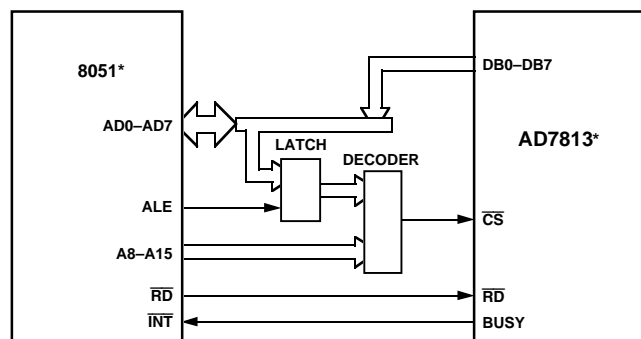 8051*
DB0–DB7
AD0–AD7
AD7813*
LATCH
DECODER
ALE
CS
A8–A15
RD
RD
INT
BUSY